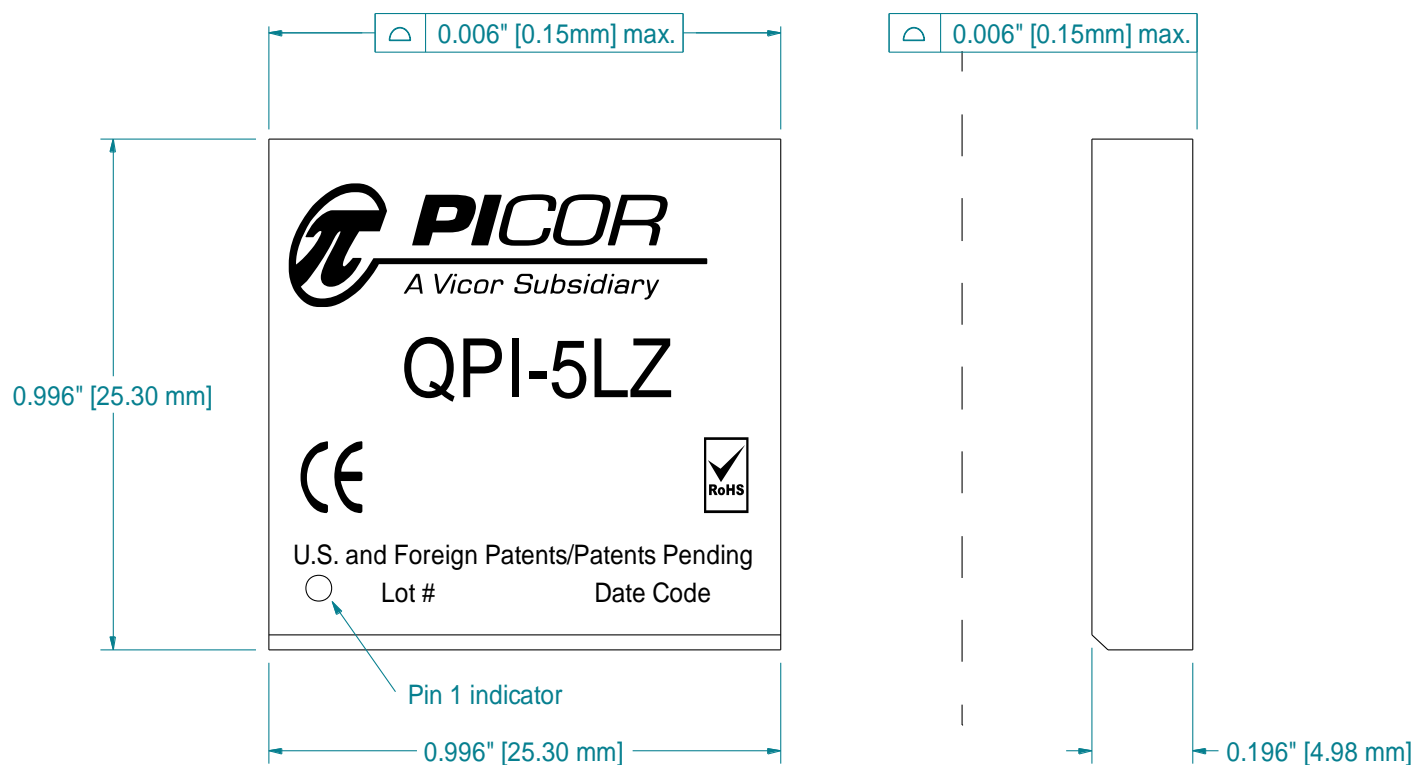 0.006" [0.15mm] max.
0.006" [0.15mm] max.
π PICOR
A Vicor Subsidiary
QPI-5LZ
0.996" [25.30 mm]
CE
RoHS
U.S. and Foreign Patents/Patents Pending
Lot # Date Code
Pin 1 indicator
0.996" [25.30 mm]
0.196" [4.98 mm]